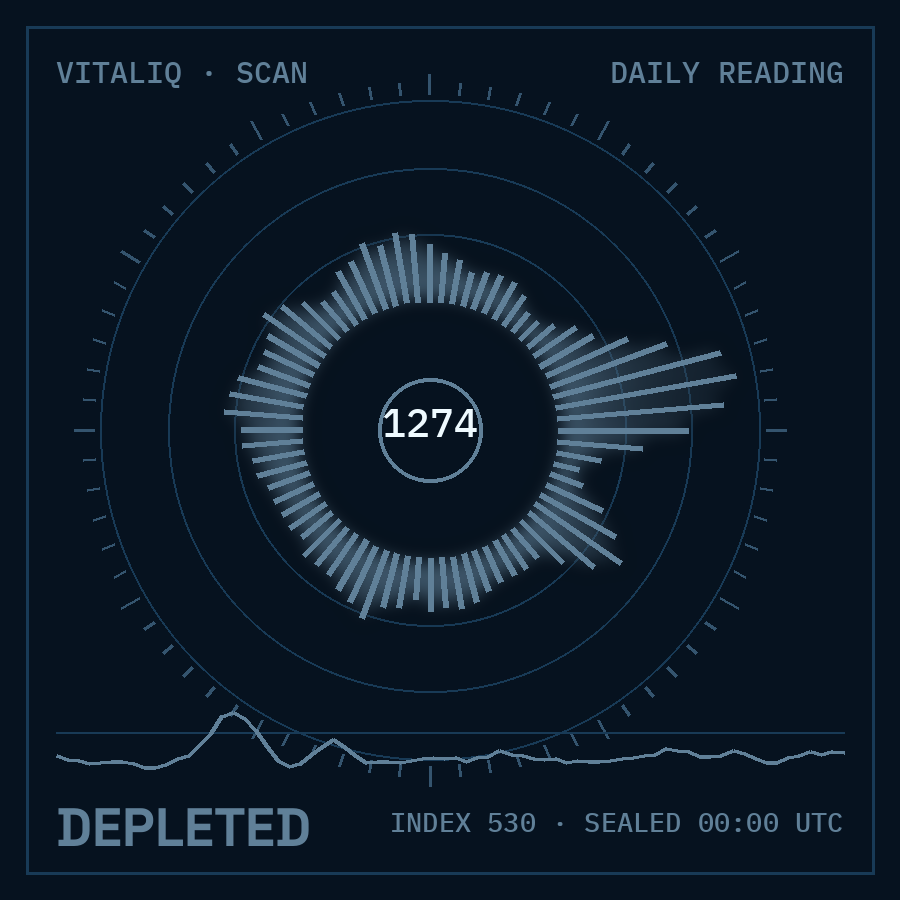 VITALIQ · SCAN
DAILY READING
1274
DEPLETED
INDEX 530 · SEALED 00:00 UTC